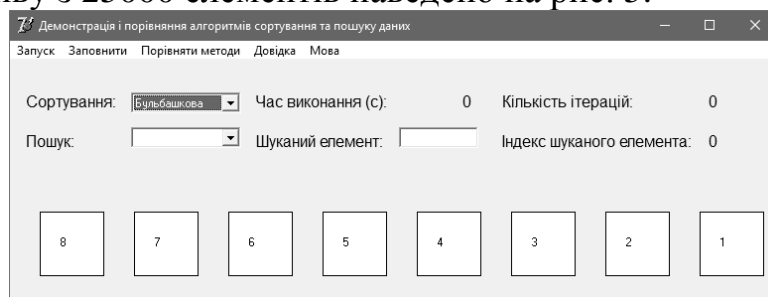 ву з 25000 елементів наведено на рис. 3.
Демонстрація і порівняння алгоритмів сортування та пошуку даних
Запуск Заповнити Порівняти методи Довідка Мова
Сортування: Бульбашкова Час виконання (с): 0 Кількість ітерацій: 0
Пошук: Шуканий елемент: Індекс шуканого елемента: 0
8 7 6 5 4 3 2 1